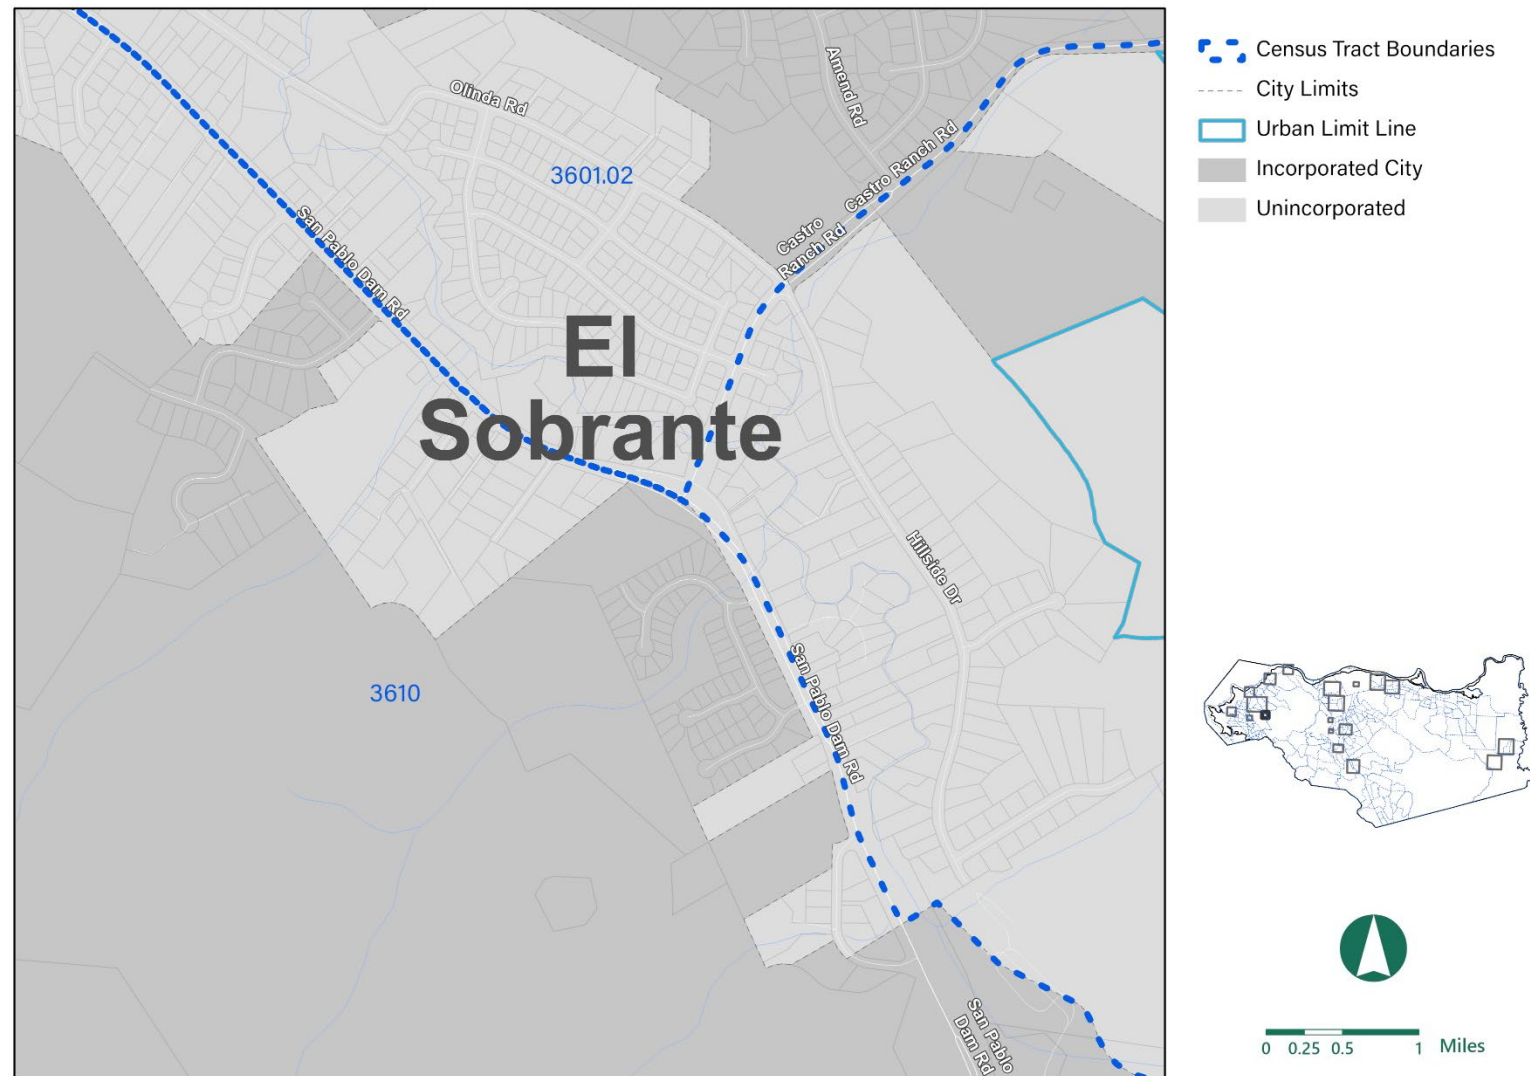 Olinda Rd
Amend Rd
3601.02
Castro Ranch Rd
Castro
Ranch Rd
San Pablo Dam Rd
El
Sobrante
Hillside Dr
3610
San Pablo Dam Rd
San Pablo
Dam Rd
Census Tract Boundaries
City Limits
Urban Limit Line
Incorporated City
Unincorporated
0 0.25 0.5 1 Miles